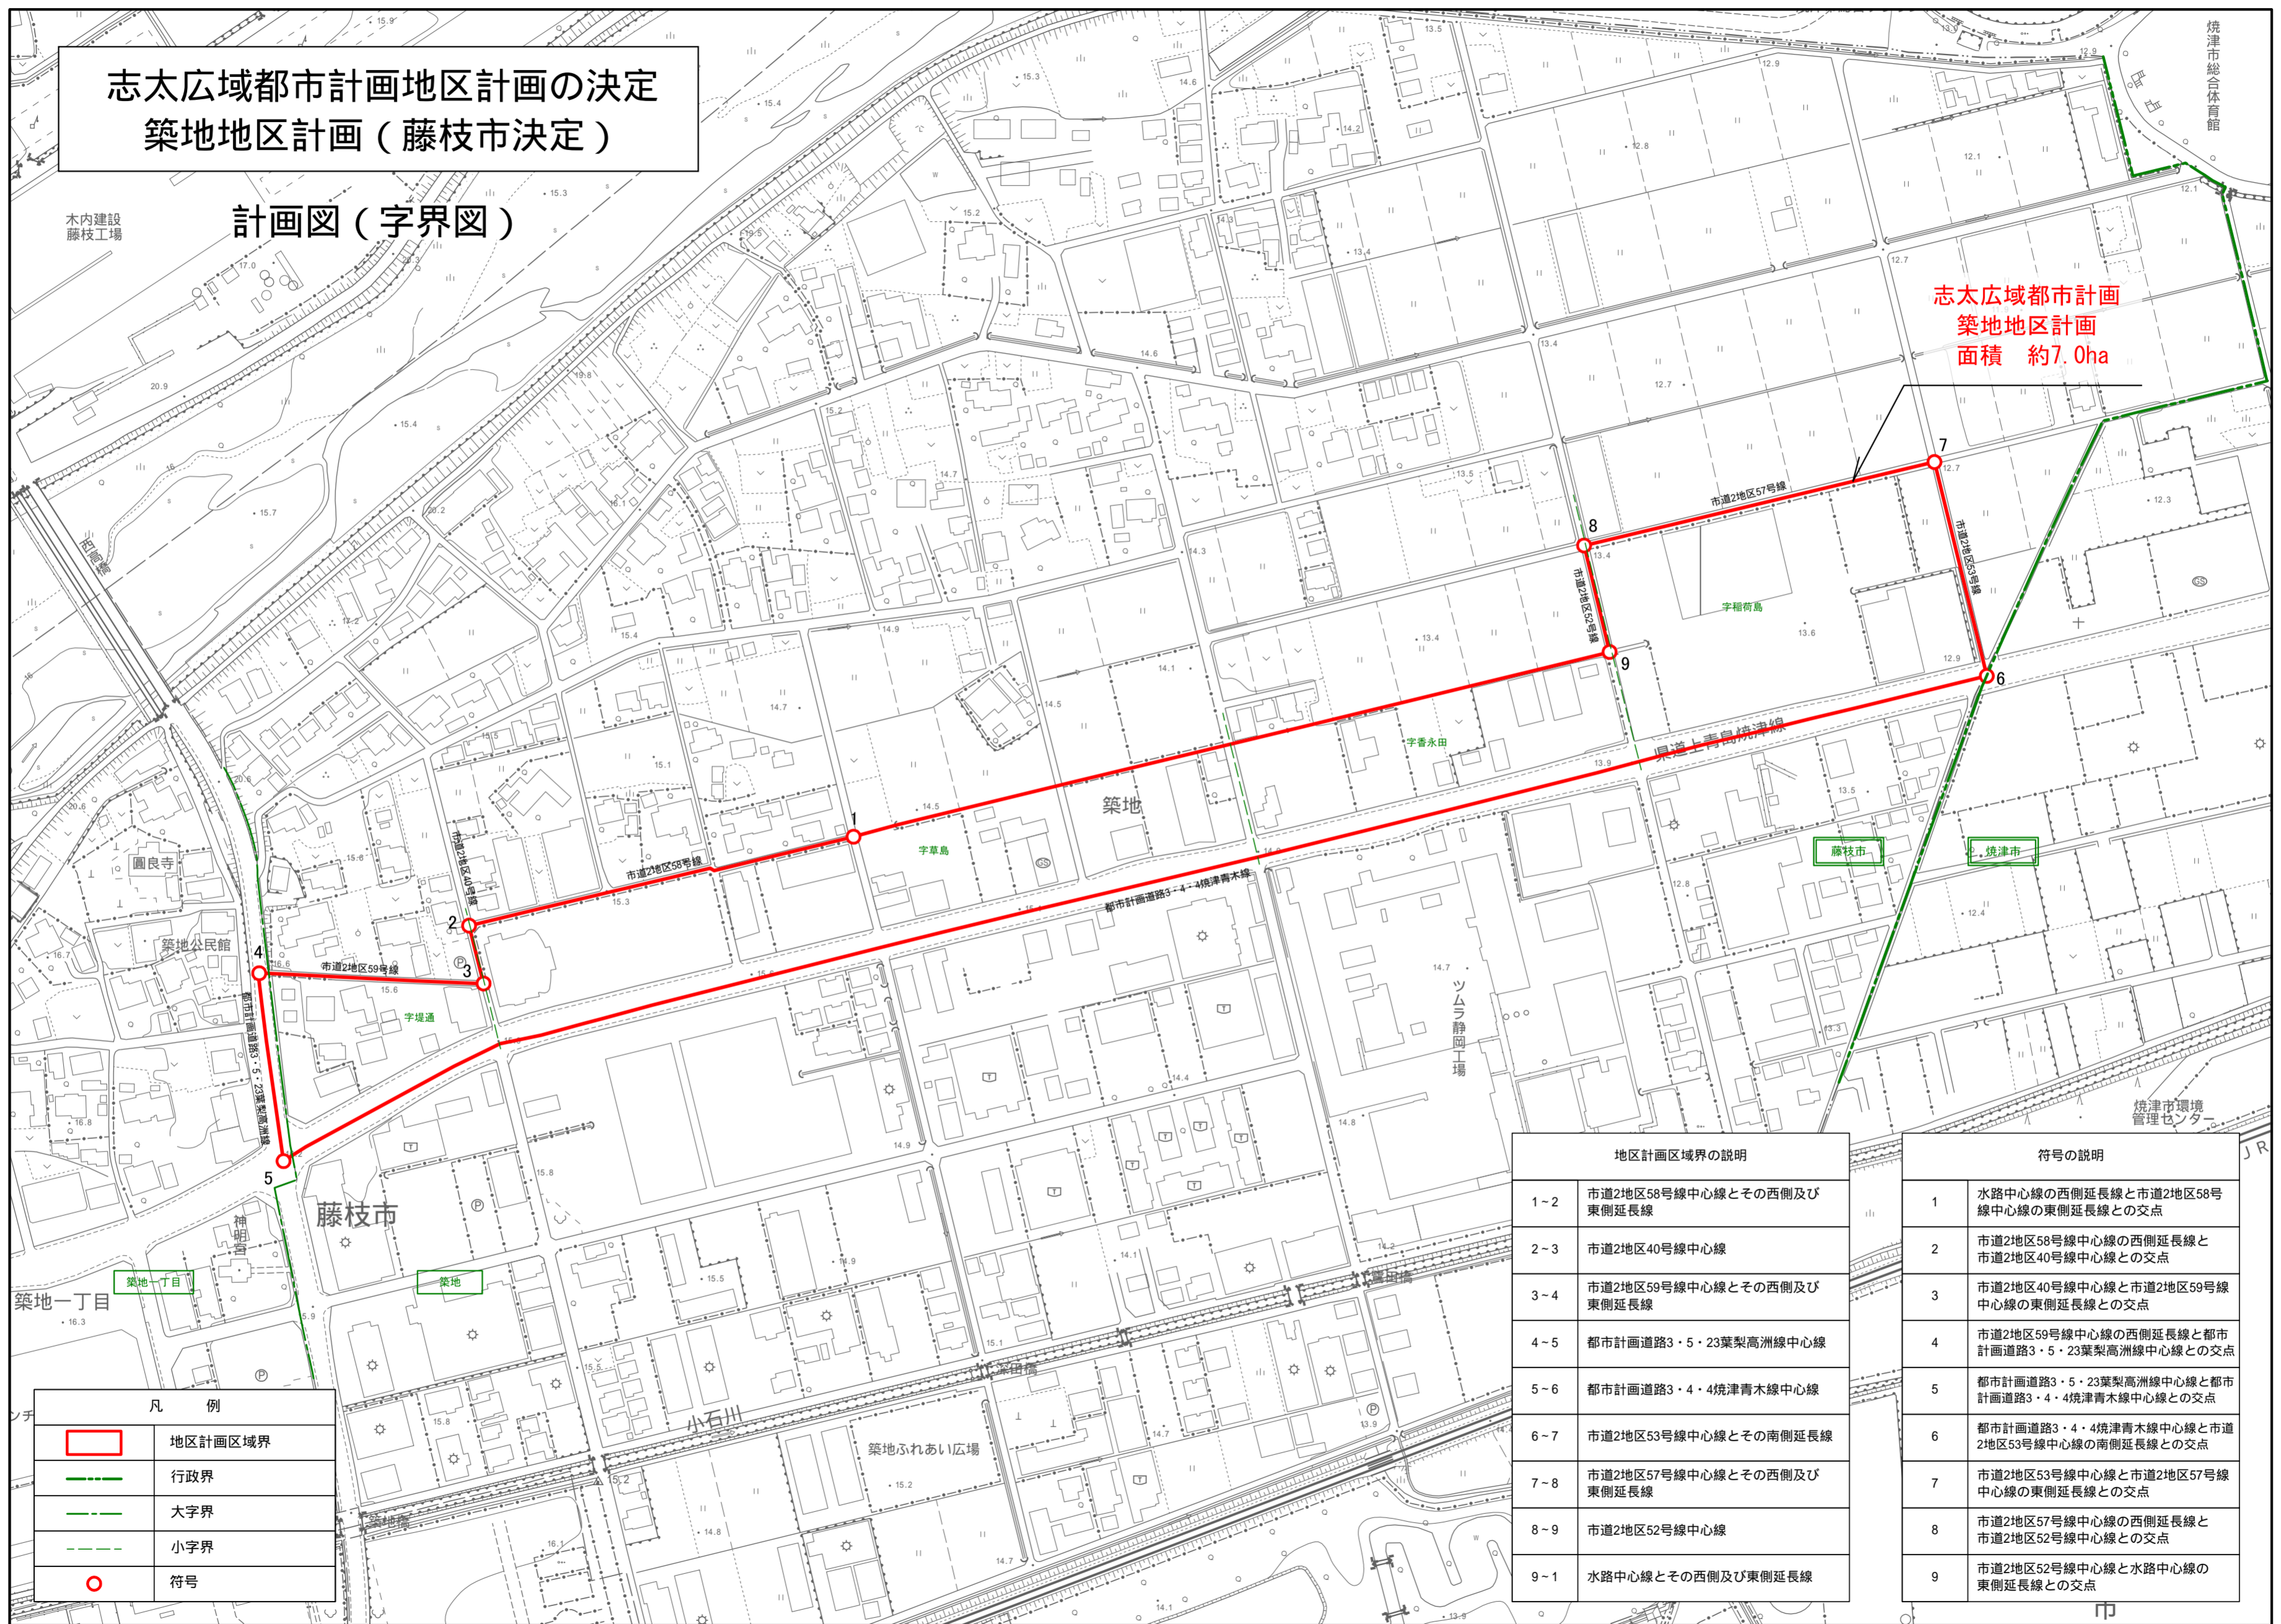 志太広域都市計画地区計画の決定
築地地区計画(藤枝市決定)
計画図(字界図)
木内建設
藤枝工場
焼津市総合体育館
志太広域都市計画
築地地区計画
面積 約7.0ha
西高橋
7
8
9
6
1
2
3
4
5
市道2地区57号線
市道2地区53号線
市道2地区52号線
字稲荷島
字香永田
県道上青島焼津線
築地
字草島
市道2地区58号線
市道2地区40号線
都市計画道路3・4・4焼津青木線
市道2地区59号線
字堤通
都市計画道路3・5・23葉梨高洲線
圓良寺
築地公民館
藤枝市
焼津市
ツムラ静岡工場
焼津市環境
管理センター
JR
藤枝市
神明宮
築地一丁目
築地
築地一丁目
小石川
深田橋
築地橋
築地ふれあい広場
市
凡 例
地区計画区域界
行政界
大字界
小字界
符号
地区計画区域界の説明
1~2 市道2地区58号線中心線とその西側及び
東側延長線
2~3 市道2地区40号線中心線
3~4 市道2地区59号線中心線とその西側及び
東側延長線
4~5 都市計画道路3・5・23葉梨高洲線中心線
5~6 都市計画道路3・4・4焼津青木線中心線
6~7 市道2地区53号線中心線とその南側延長線
7~8 市道2地区57号線中心線とその西側及び
東側延長線
8~9 市道2地区52号線中心線
9~1 水路中心線とその西側及び東側延長線
符号の説明
1 水路中心線の西側延長線と市道2地区58号
線中心線の東側延長線との交点
2 市道2地区58号線中心線の西側延長線と
市道2地区40号線中心線との交点
3 市道2地区40号線中心線と市道2地区59号線
中心線の東側延長線との交点
4 市道2地区59号線中心線の西側延長線と都市
計画道路3・5・23葉梨高洲線中心線との交点
5 都市計画道路3・5・23葉梨高洲線中心線と都市
計画道路3・4・4焼津青木線中心線との交点
6 都市計画道路3・4・4焼津青木線中心線と市道
2地区53号線中心線の南側延長線との交点
7 市道2地区53号線中心線と市道2地区57号線
中心線の東側延長線との交点
8 市道2地区57号線中心線の西側延長線と
市道2地区52号線中心線との交点
9 市道2地区52号線中心線と水路中心線の
東側延長線との交点